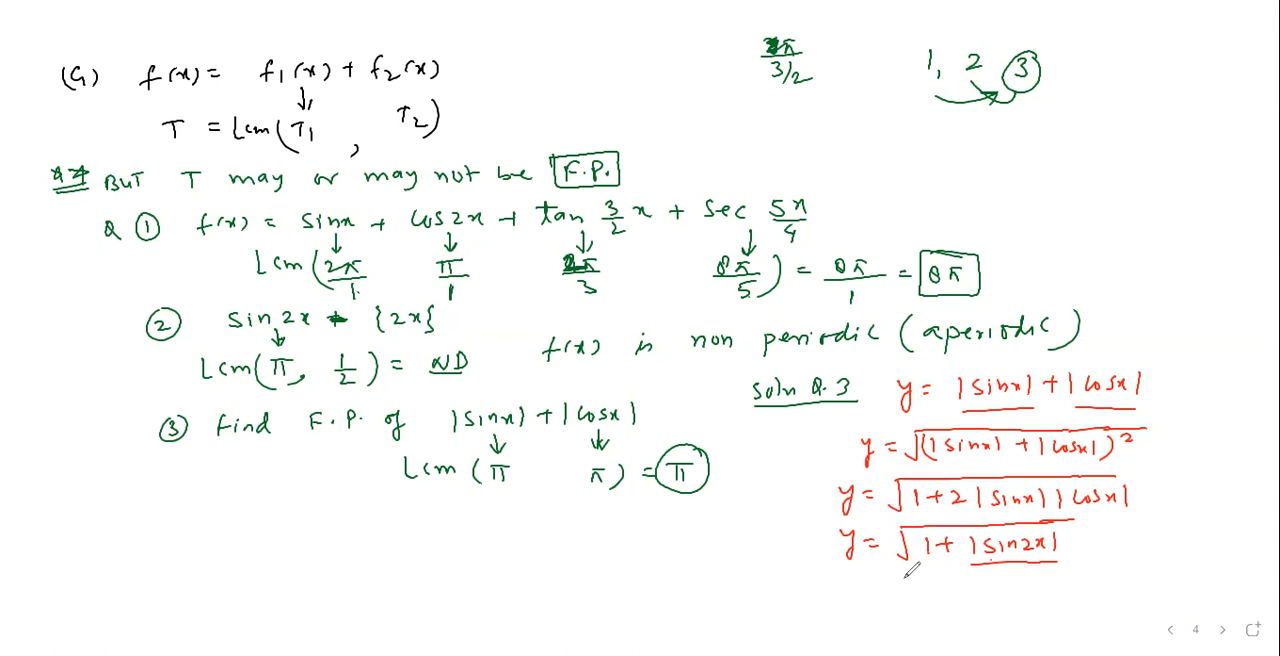 2π/3/2
1, 2 3
(G) f(x) = f1(x) + f2(x)
T = Lcm(T1 , T2)
** BUT T may or may not be F.P.
Q ① f(x) = sinx + cos2x + tan 3/2 x + sec 5x/4
Lcm(2π/1 π/1 2π/3 8π/5) = 8π/1 = 8π
② sin2x + {2x}
Lcm(π, 1/2) = ND f(x) is non periodic (aperiodic)
③ find F.P. of |sinx| + |cosx|
Lcm(π π) = π
Soln Q.3 y = |sinx| + |cosx|
y = √(|sinx| + |cosx|)²
y = √1+2|sinx||cosx|
y = √1+|sin2x|
4